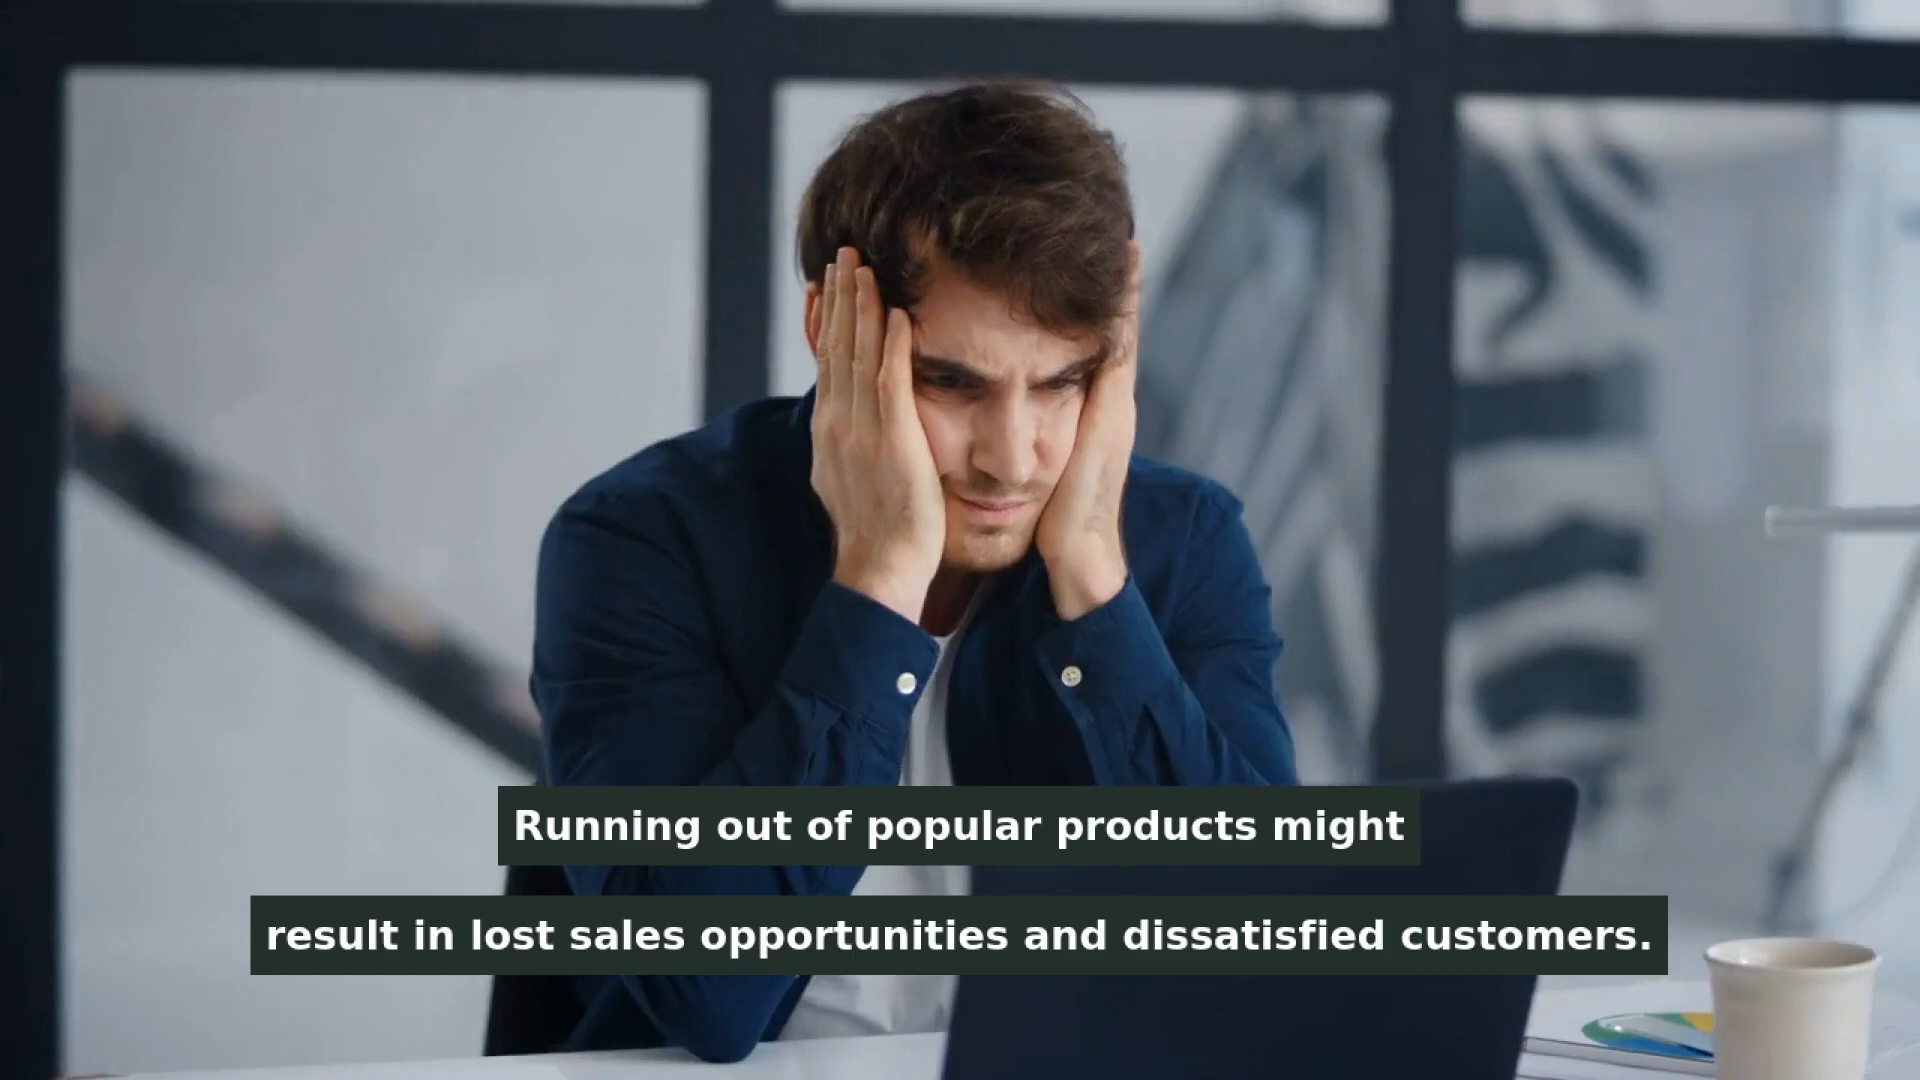 Running out of popular products might
result in lost sales opportunities and dissatisfied customers.